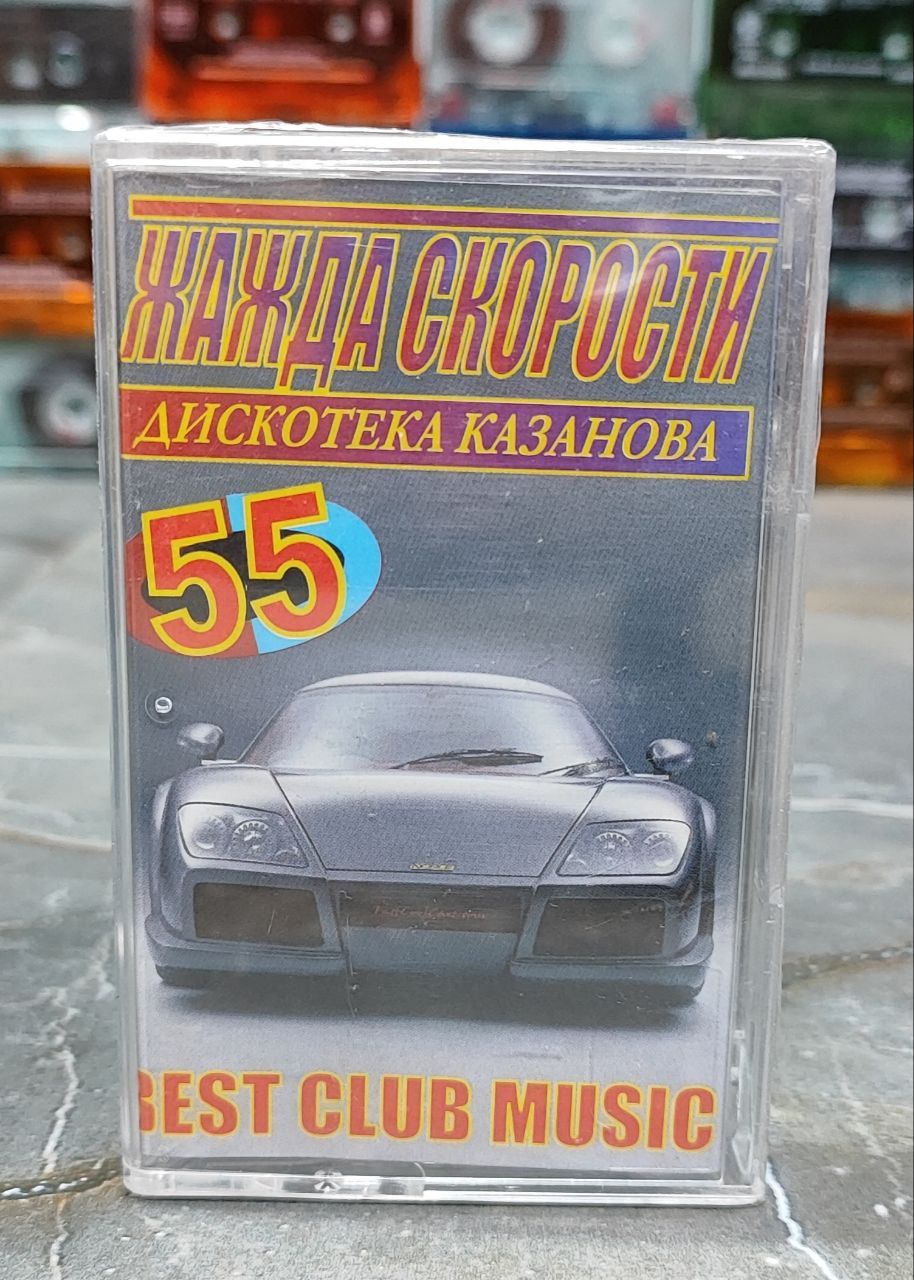 ЖАЖДА СКОРОСТИ
ДИСКОТЕКА КАЗАНОВА
55
BEST CLUB MUSIC